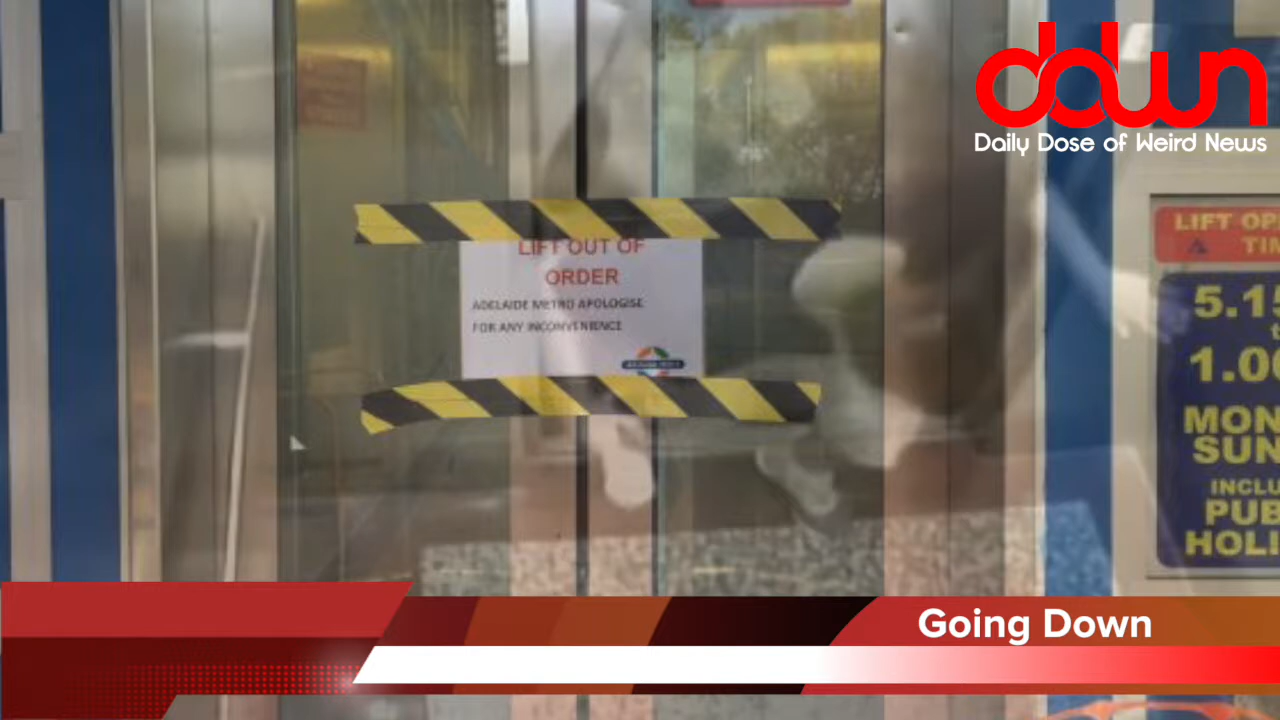 ddwn
Daily Dose of Weird News
LIFT OUT OF
ORDER
ADELAIDE METRO APOLOGISE
FOR ANY INCONVENIENCE
LIFT OP
5.15
1.00
MON
SUN
INCLU
PUB
HOLI
Going Down